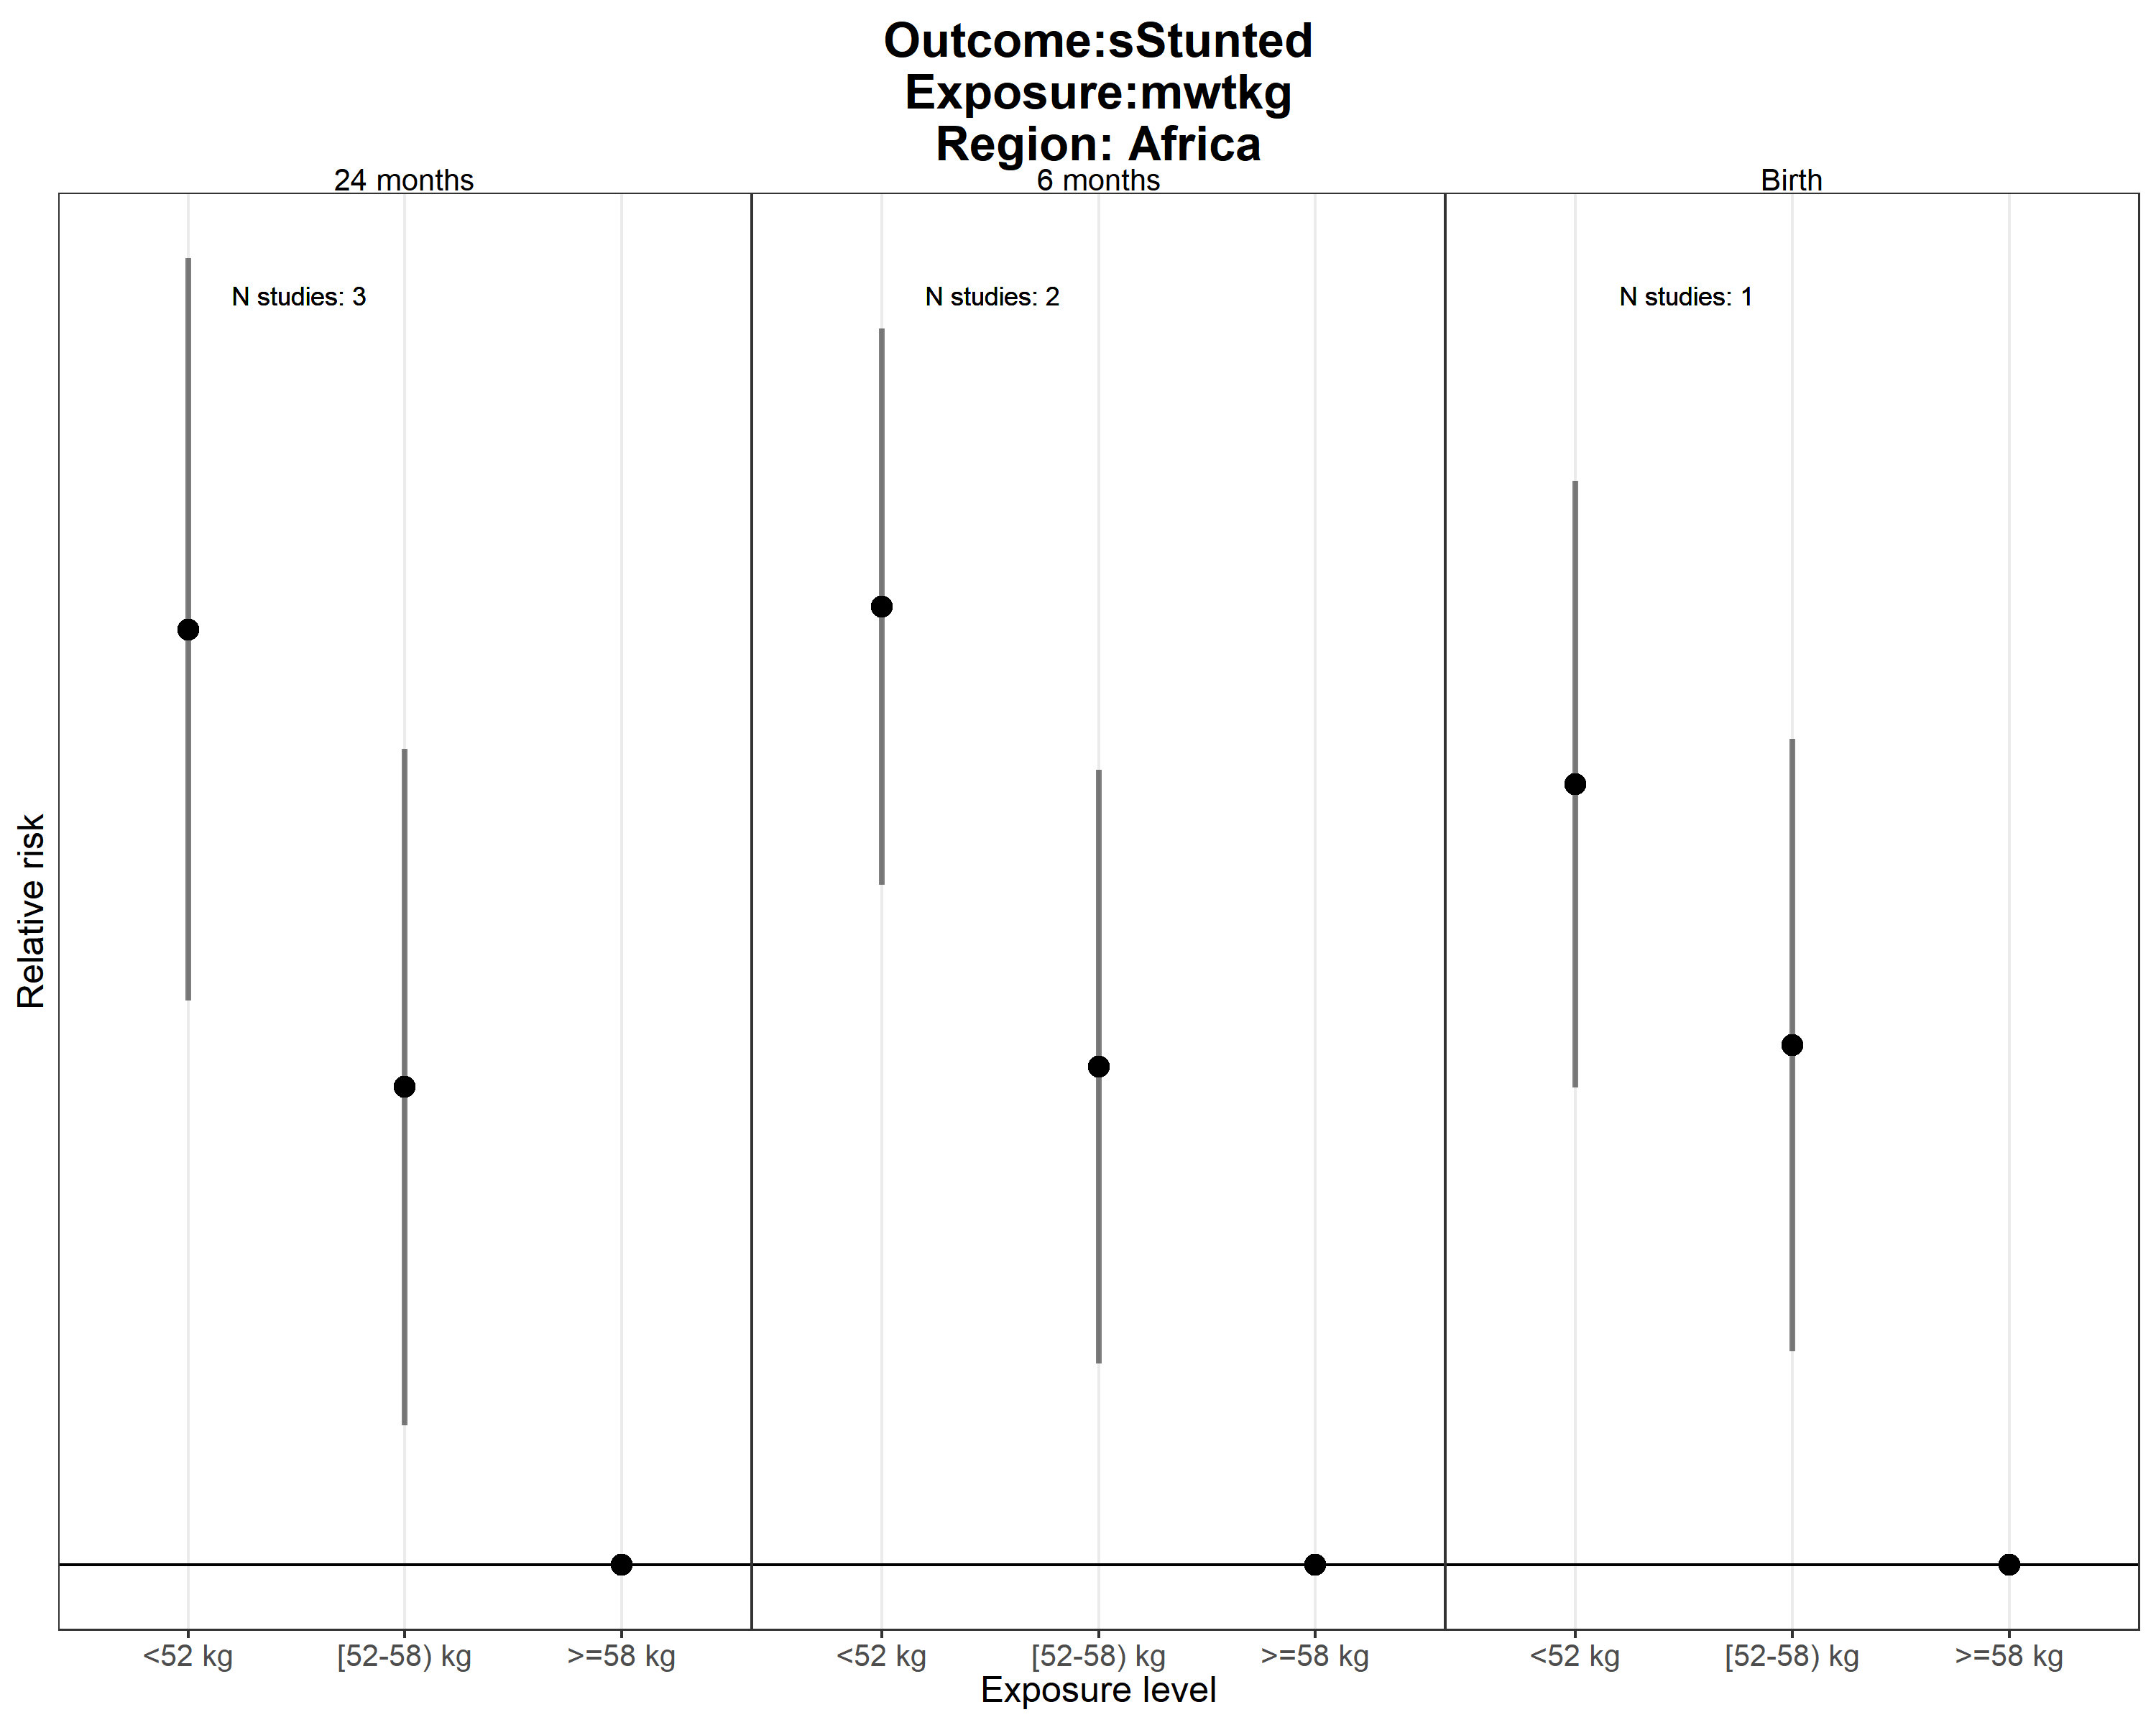 Outcome:sStunted
Exposure:mwtkg
Region: Africa
24 months
6 months
Birth
N studies: 3
N studies: 2
N studies: 1
Relative risk
<52 kg
[52-58) kg
>=58 kg
<52 kg
[52-58) kg
>=58 kg
<52 kg
[52-58) kg
>=58 kg
Exposure level